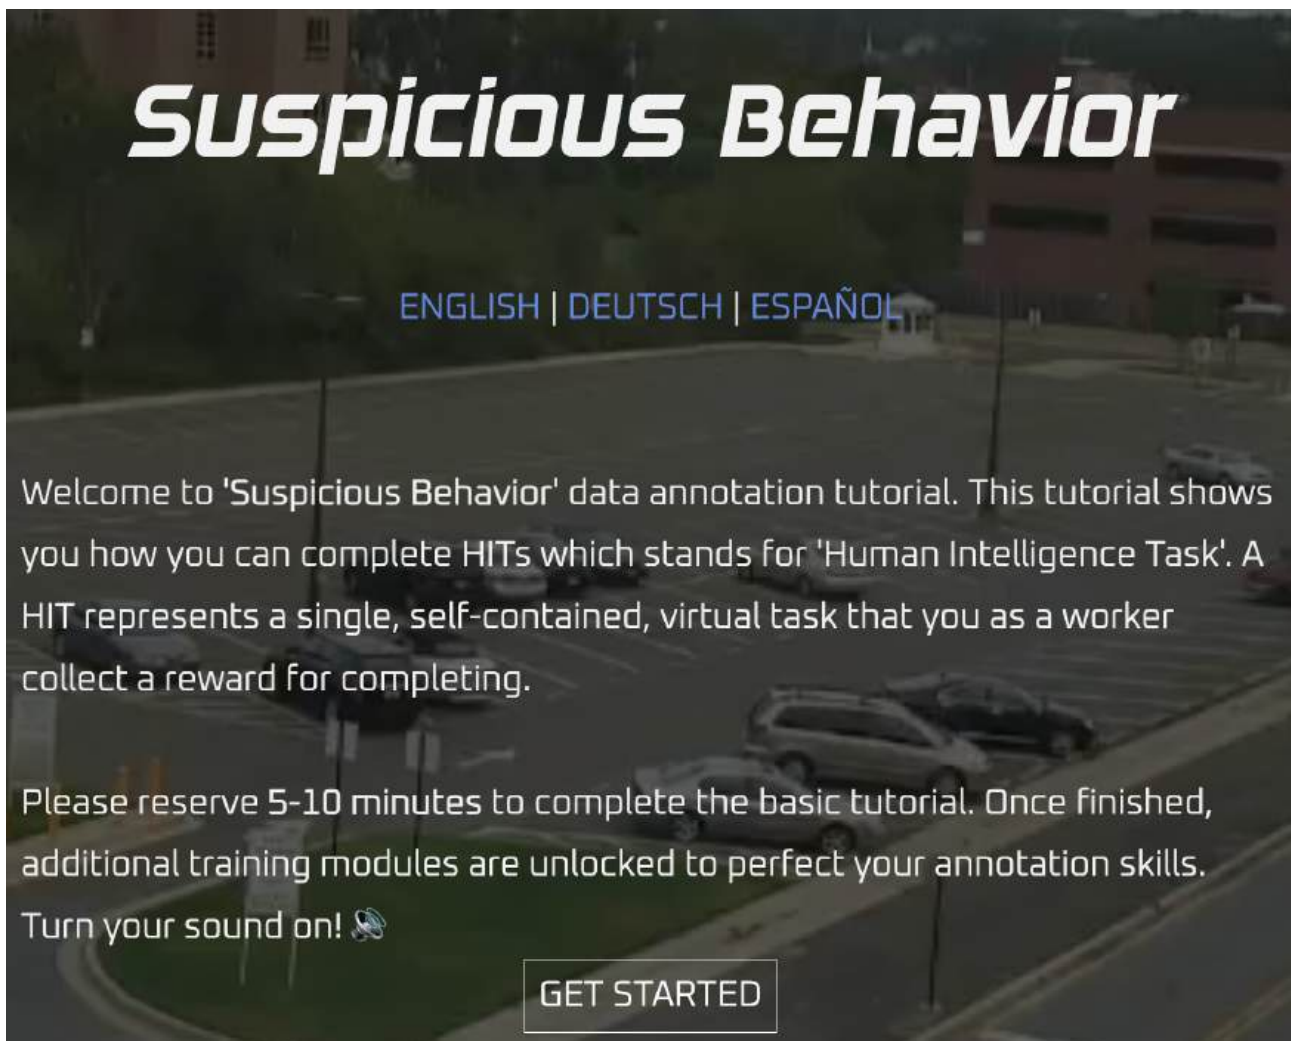 Suspicious Behavior
ENGLISH | DEUTSCH | ESPAÑOL
Welcome to 'Suspicious Behavior' data annotation tutorial. This tutorial shows
you how you can complete HITs which stands for 'Human Intelligence Task'. A
HIT represents a single, self-contained, virtual task that you as a worker
collect a reward for completing.
Please reserve 5-10 minutes to complete the basic tutorial. Once finished,
additional training modules are unlocked to perfect your annotation skills.
Turn your sound on! 🔊
GET STARTED